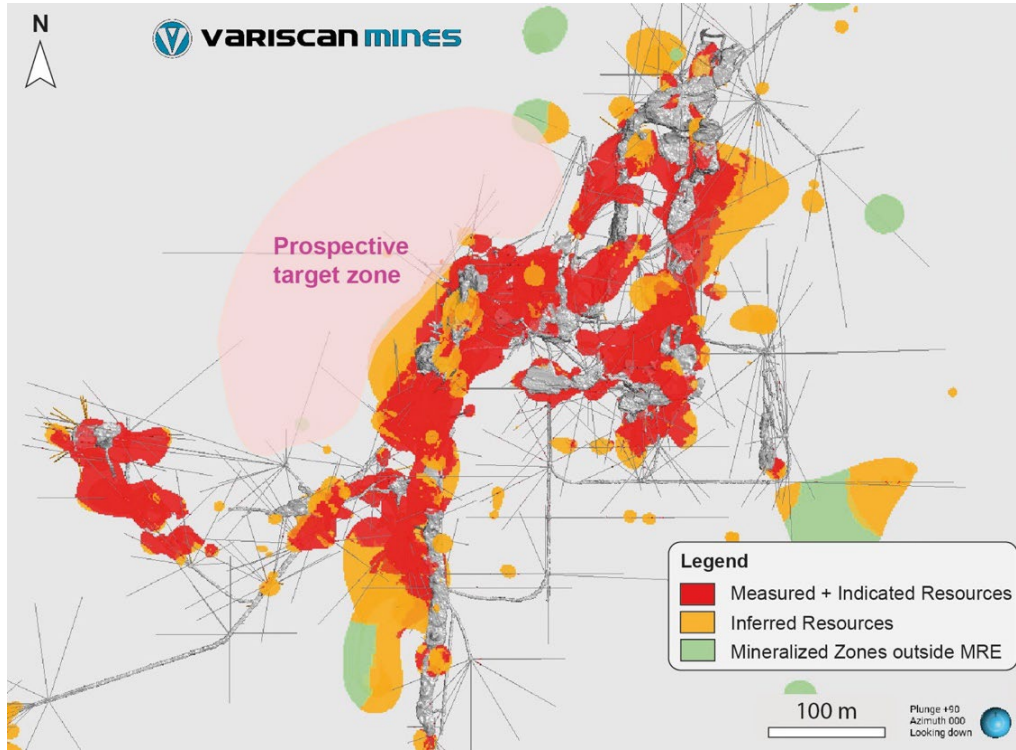 N
VARISCAN MINES
Prospective
target zone
Legend
Measured + Indicated Resources
Inferred Resources
Mineralized Zones outside MRE
100 m
Plunge +90
Azimuth 000
Looking down